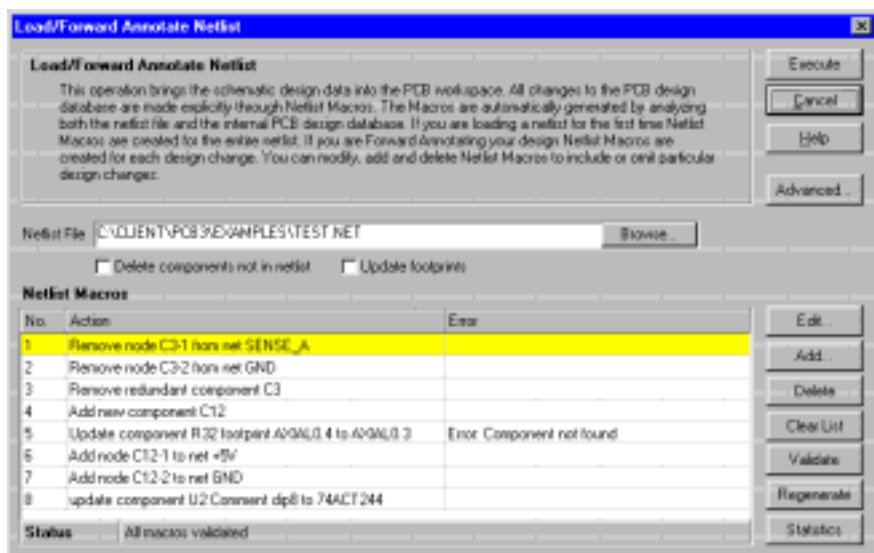 Load/Forward Annotate Netlist
Load/Forward Annotate Netlist
This operation brings the schematic design data into the PCB workspace. All changes to the PCB design
database are made explicitly through Netlist Macros. The Macros are automatically generated by analyzing
both the netlist file and the internal PCB design database. If you are loading a netlist for the first time Netlist
Macros are created for the entire netlist. If you are Forward Annotating your design Netlist Macros are
created for each design change. You can modify, add and delete Netlist Macros to include or omit particular
design changes.
Execute
Cancel
Help
Advanced...
Netlist File C:\CLIENT\PCB3\EXAMPLES\TEST.NET Browse...
Delete components not in netlist Update footprints
Netlist Macros
No. Action Error
1 Remove node C3-1 from net SENSE_A
2 Remove node C3-2 from net GND
3 Remove redundant component C3
4 Add new component C12
5 Update component R32 footprint AXIAL0.4 to AXIAL0.3 Error: Component not found
6 Add node C12-1 to net +5V
7 Add node C12-2 to net GND
8 update component U2 Comment dip8 to 74ACT244
Edit...
Add...
Delete
Clear List
Validate
Regenerate
Statistics
Status All macros validated